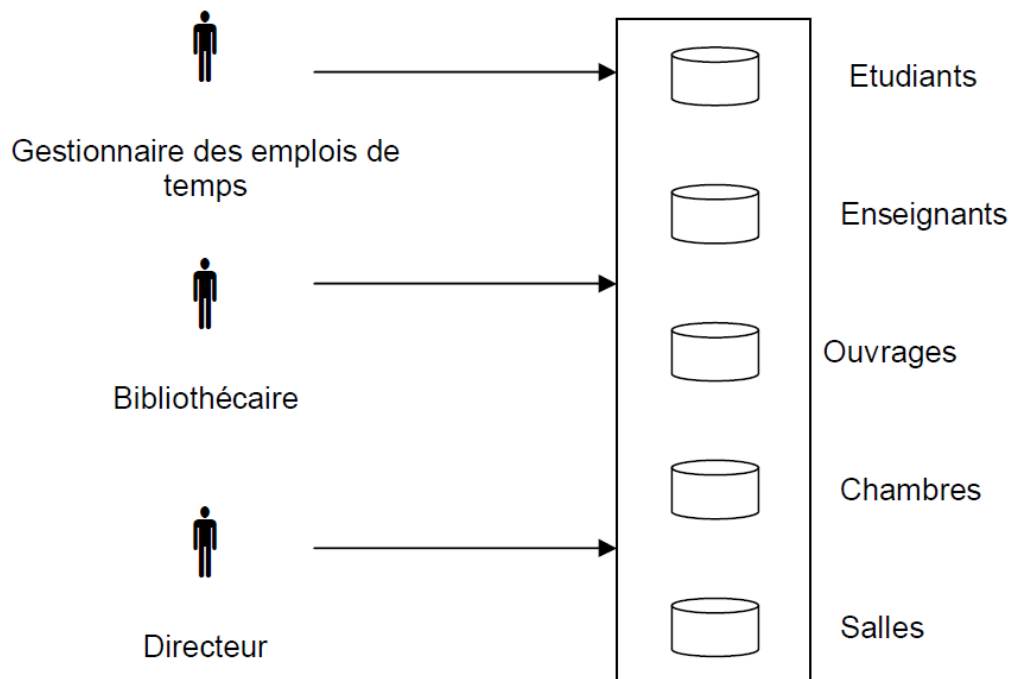 Etudiants
Gestionnaire des emplois de
temps
Enseignants
Ouvrages
Bibliothécaire
Chambres
Salles
Directeur